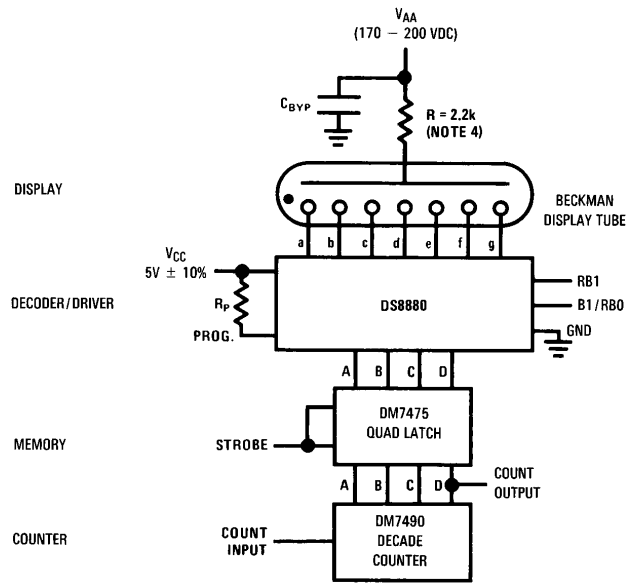 VAA
(170 – 200 VDC)
CBYP
R = 2.2k
(NOTE 4)
DISPLAY
BECKMAN
DISPLAY TUBE
a b c d e f g
VCC
5V ± 10%
RP
PROG.
DECODER/DRIVER
DS8880
RB1
B1/RB0
GND
A B C D
DM7475
QUAD LATCH
MEMORY
STROBE
A B C D
COUNT
OUTPUT
DM7490
DECADE
COUNTER
COUNTER
COUNT
INPUT